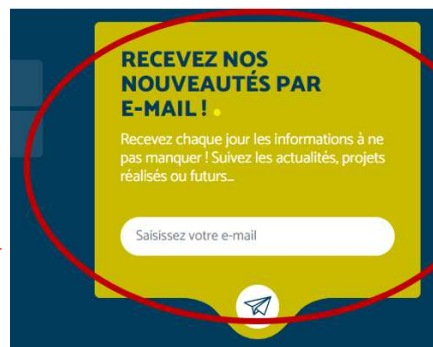 RECEVEZ NOS
NOUVEAUTÉS PAR
E-MAIL !
Recevez chaque jour les informations à ne
pas manquer ! Suivez les actualités, projets
réalisés ou futurs...
Saisissez votre e-mail